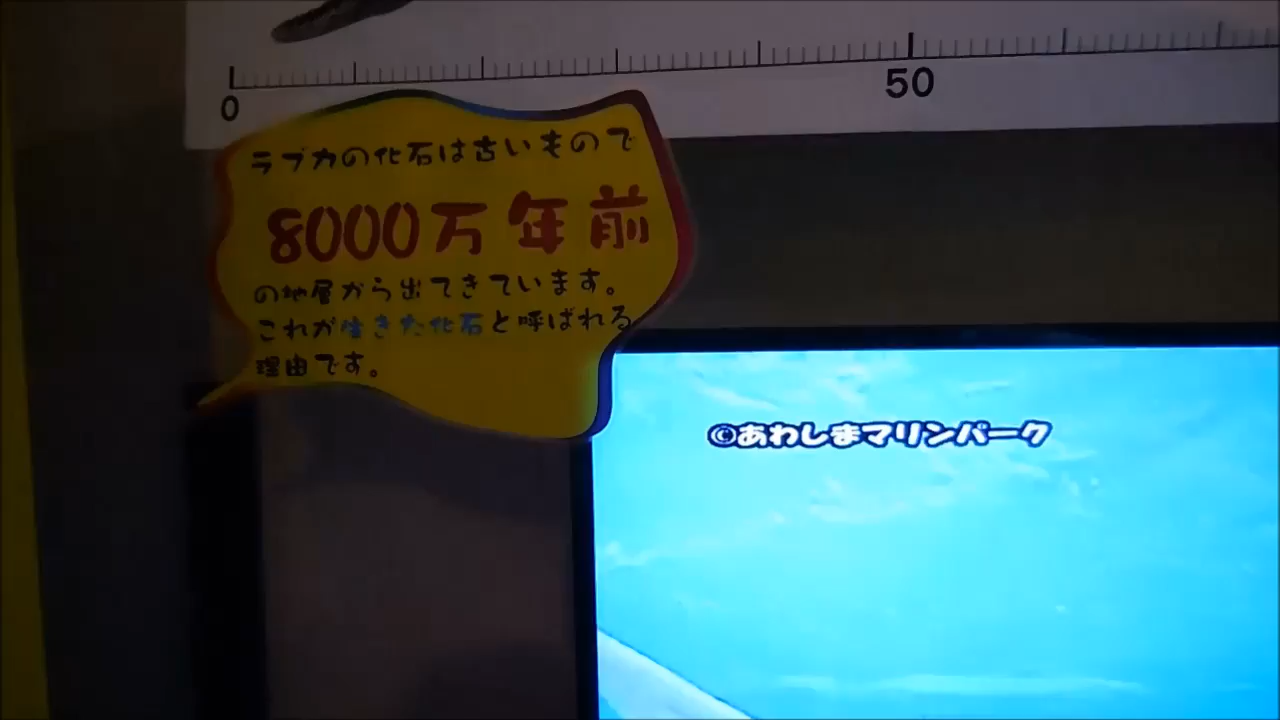 0
50
ラブカの化石は古いもので
8000万年前
の地層から出てきています。
これが生きた化石と呼ばれる
理由です。
©あわしまマリンパーク